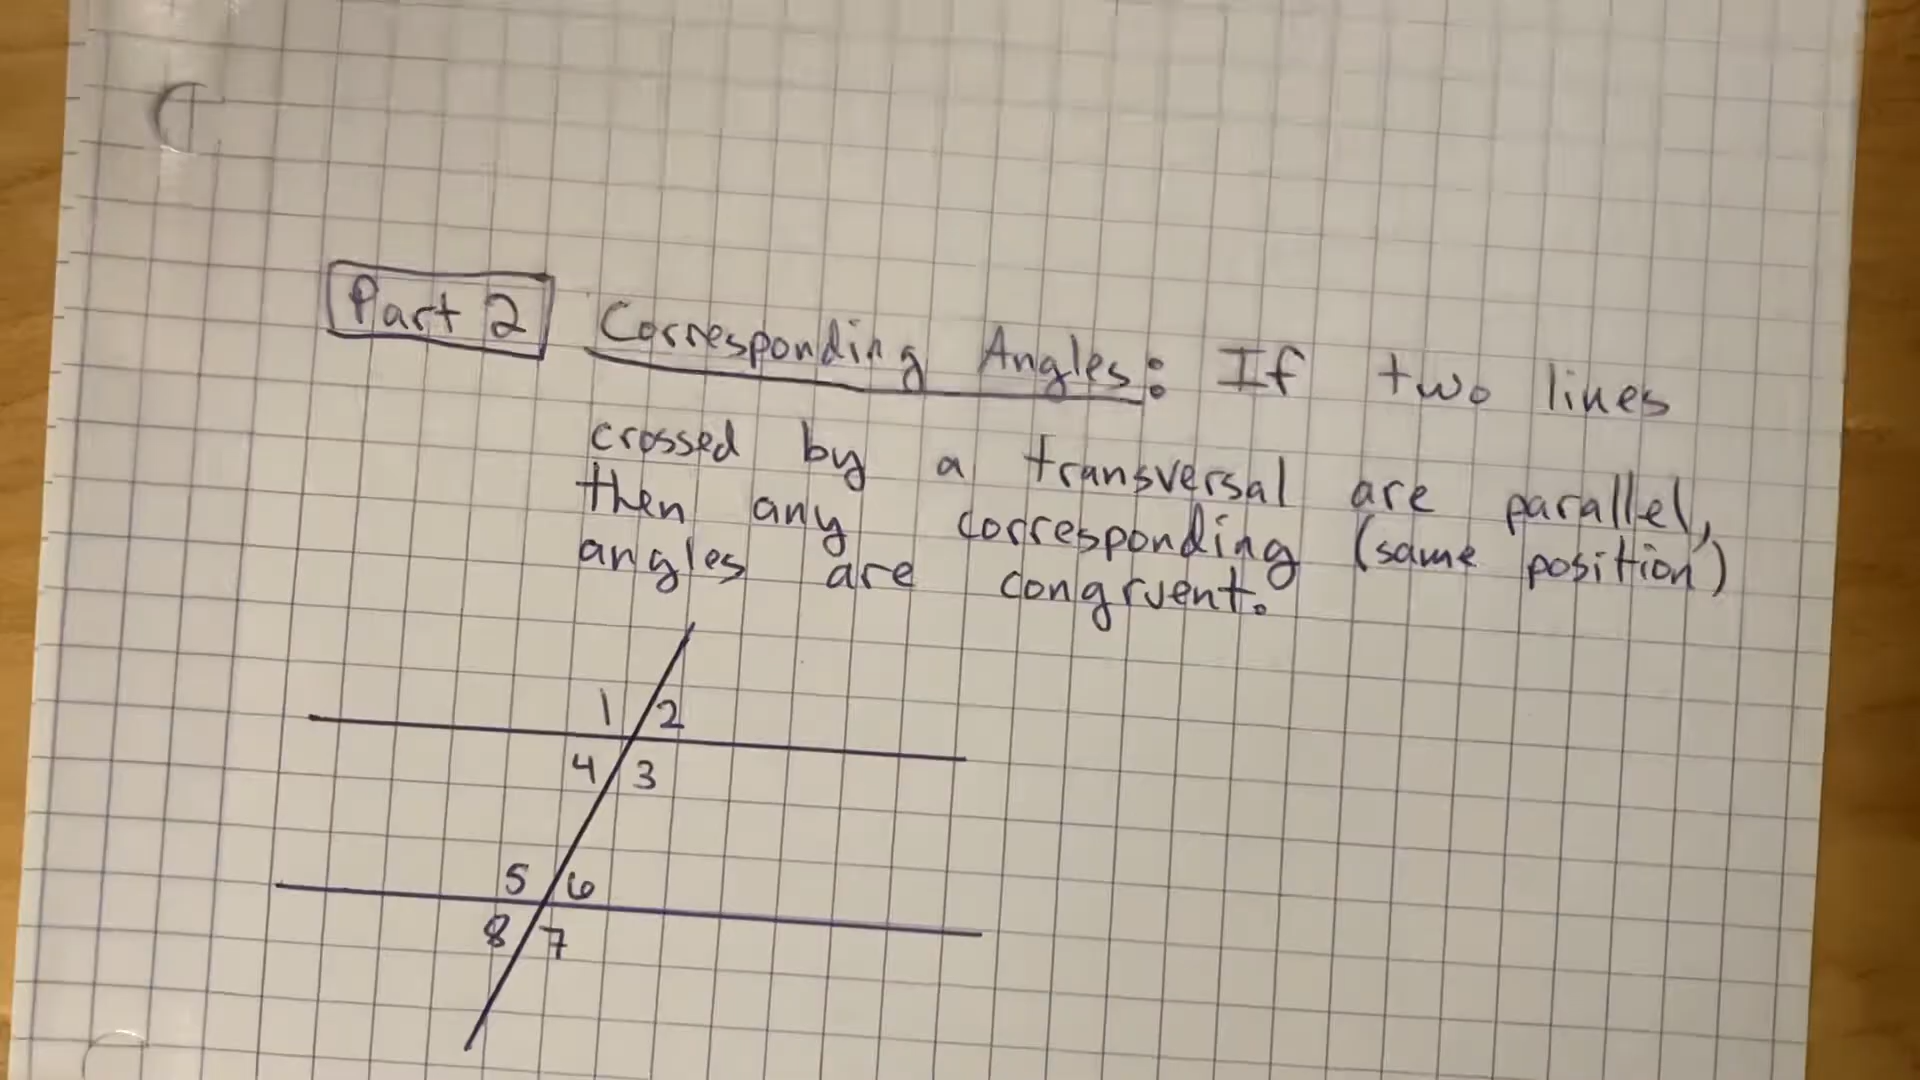 Part 2 Corresponding Angles: If two lines
crossed by a transversal are parallel,
then any corresponding (same position)
angles are congruent.
1 2
4 3
5 6
8 7